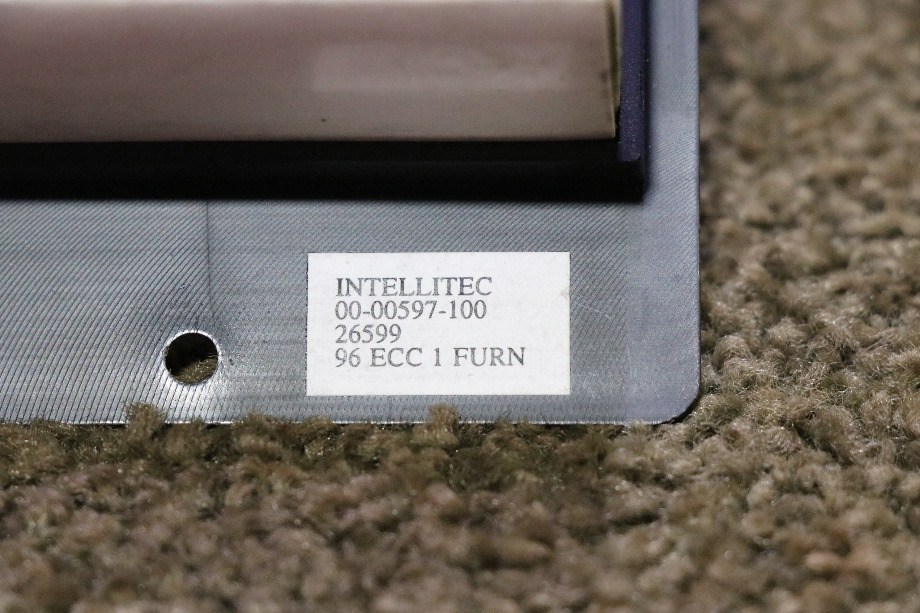 INTELLITEC
00-00597-100
26599
96 ECC 1 FURN